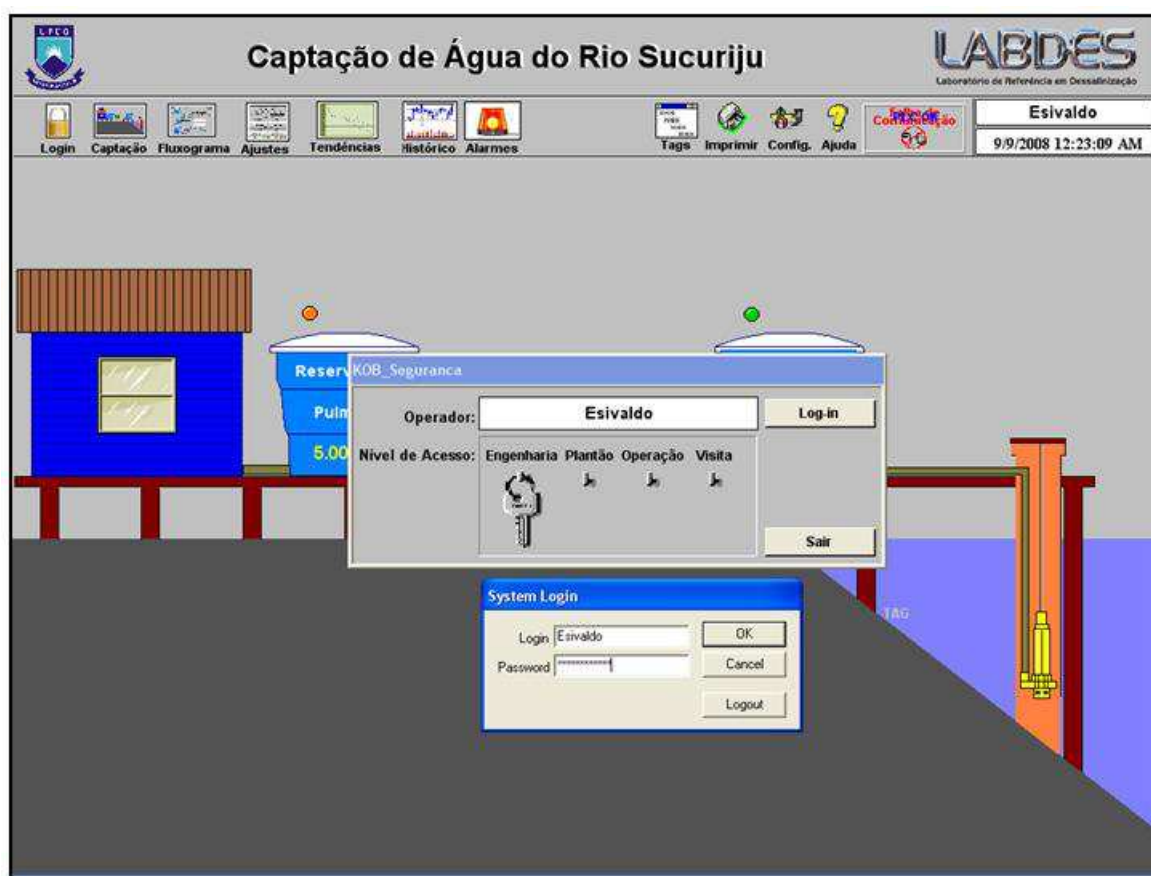 UFCG
Captação de Água do Rio Sucuriju
LABDES
Laboratório de Referência em Dessalinização
Login Captação Fluxograma Ajustes Tendências Histórico Alarmes Tags Imprimir Config. Ajuda
Esivaldo
9/9/2008 12:23:09 AM
KOB_Seguranca
Reserv
Operador: Esivaldo Log-in
Pulm
5.00
Nível de Acesso: Engenharia Plantão Operação Visita
Sair
System Login
Login Esivaldo OK
Password Cancel
Logout
TAG